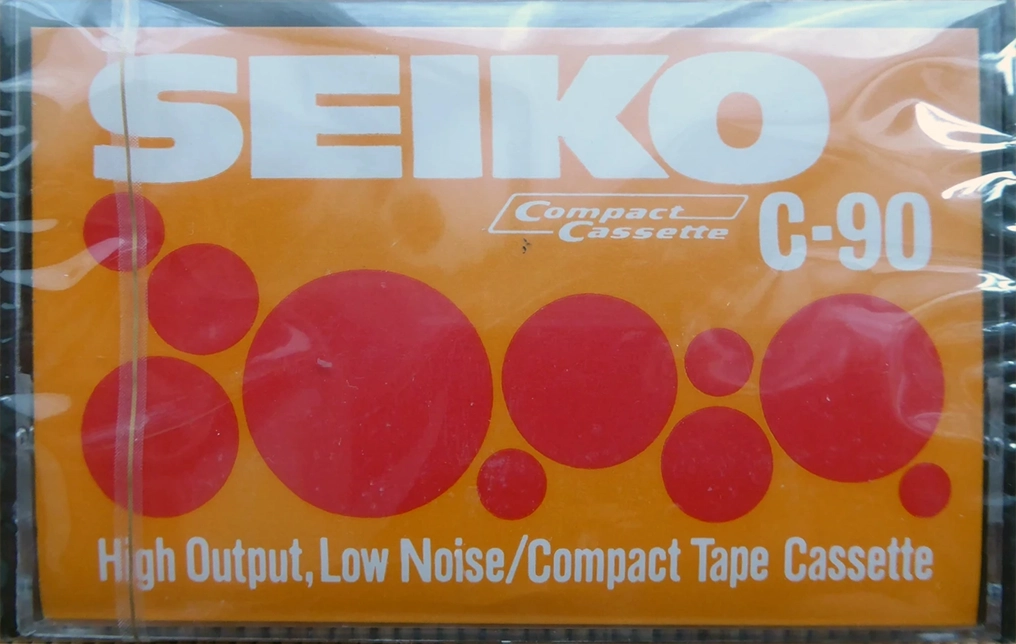 SEIKO
Compact
Cassette
C-90
High Output, Low Noise/Compact Tape Cassette